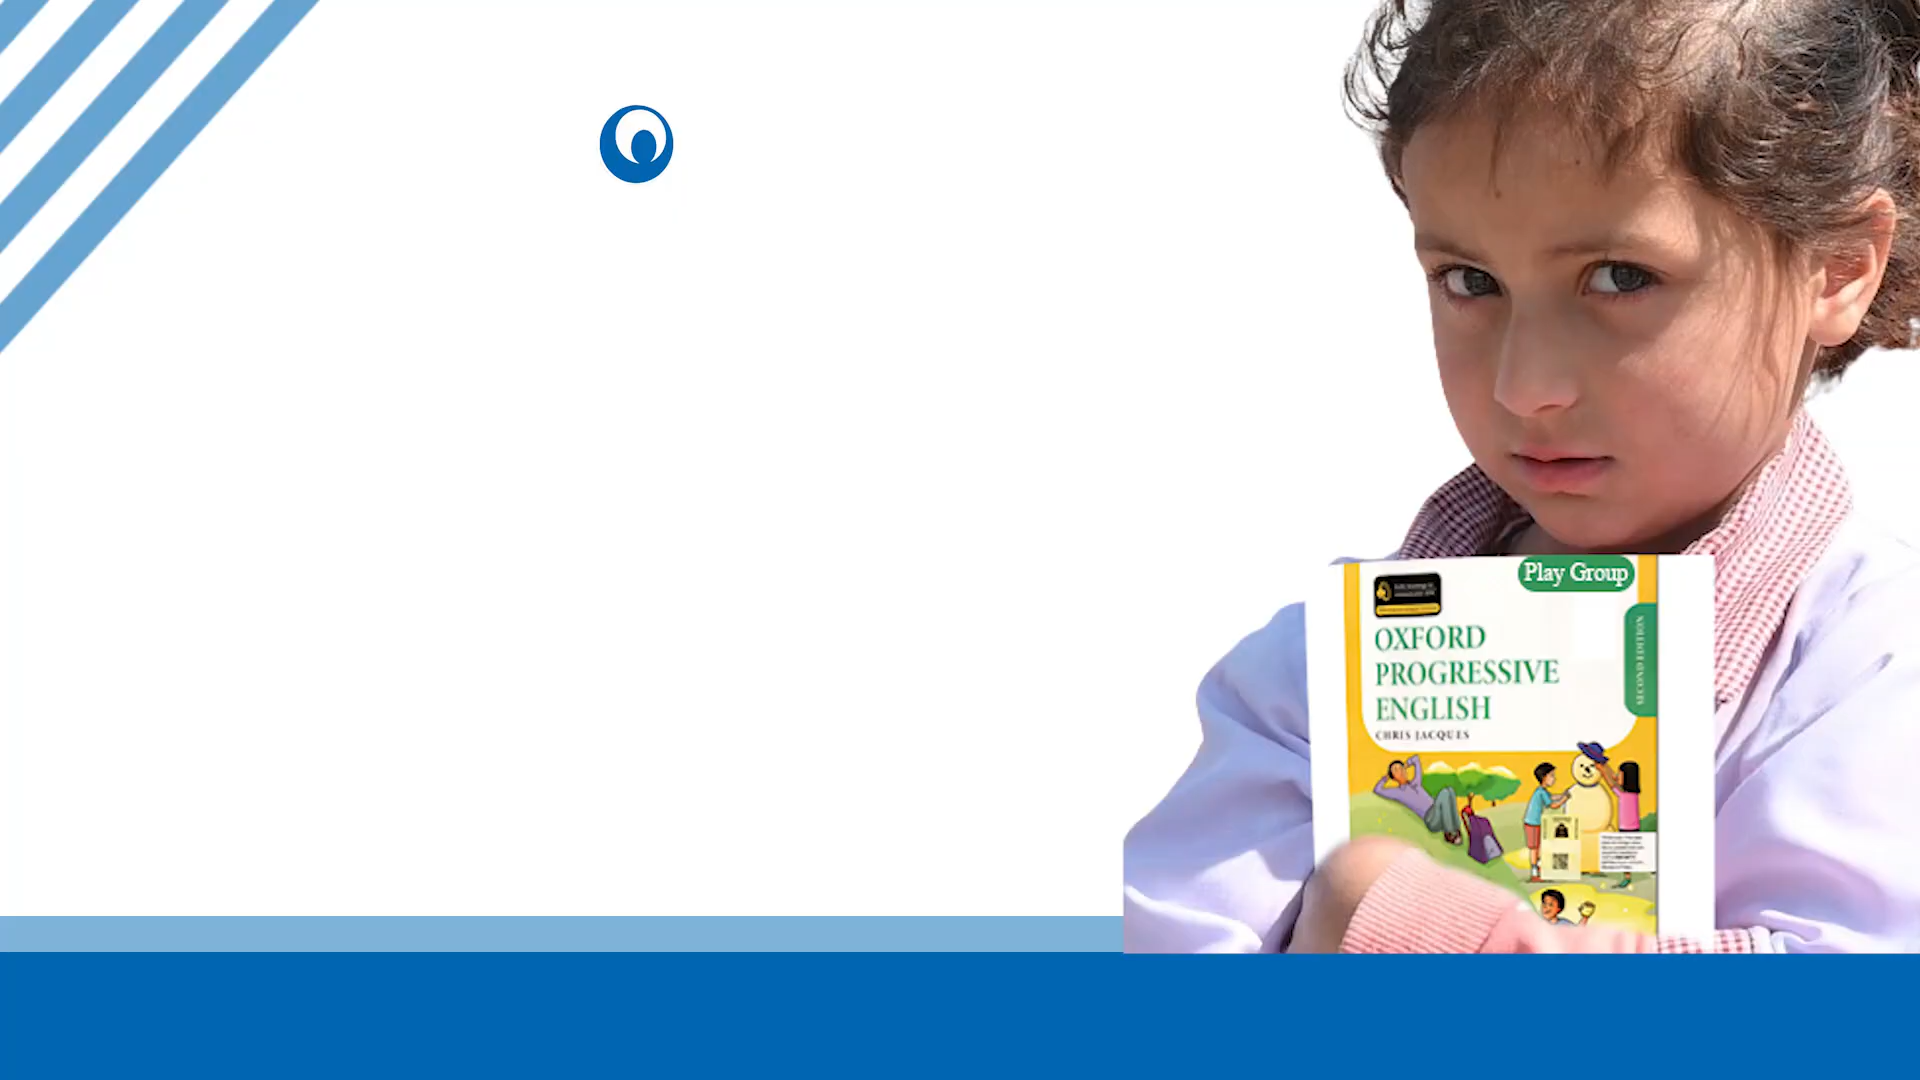 Play Group
OXFORD
PROGRESSIVE
ENGLISH
CHRIS JACQUES
SECOND EDITION